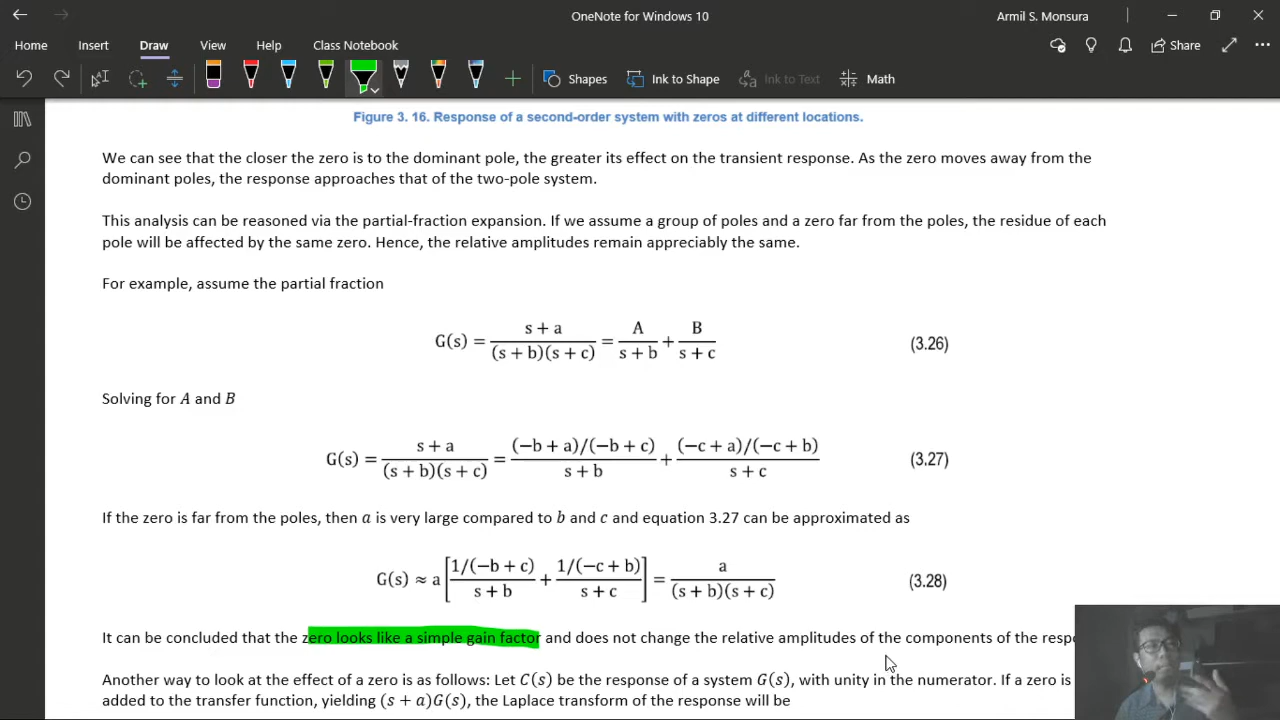 OneNote for Windows 10
Armil S. Monsura
Home Insert Draw View Help Class Notebook
Share
Shapes Ink to Shape Ink to Text Math
Figure 3. 16. Response of a second-order system with zeros at different locations.
We can see that the closer the zero is to the dominant pole, the greater its effect on the transient response. As the zero moves away from the
dominant poles, the response approaches that of the two-pole system.
This analysis can be reasoned via the partial-fraction expansion. If we assume a group of poles and a zero far from the poles, the residue of each
pole will be affected by the same zero. Hence, the relative amplitudes remain appreciably the same.
For example, assume the partial fraction
G(s) = (s + a)/((s + b)(s + c)) = A/(s + b) + B/(s + c) (3.26)
Solving for A and B
G(s) = (s + a)/((s + b)(s + c)) = ((−b + a)/(−b + c))/(s + b) + ((−c + a)/(−c + b))/(s + c) (3.27)
If the zero is far from the poles, then a is very large compared to b and c and equation 3.27 can be approximated as
G(s) ≈ a [(1/(−b + c))/(s + b) + (1/(−c + b))/(s + c)] = a/((s + b)(s + c)) (3.28)
It can be concluded that the zero looks like a simple gain factor and does not change the relative amplitudes of the components of the
Another way to look at the effect of a zero is as follows: Let C(s) be the response of a system G(s), with unity in the numerator. If a zero is
added to the transfer function, yielding (s + a)G(s), the Laplace transform of the response will be